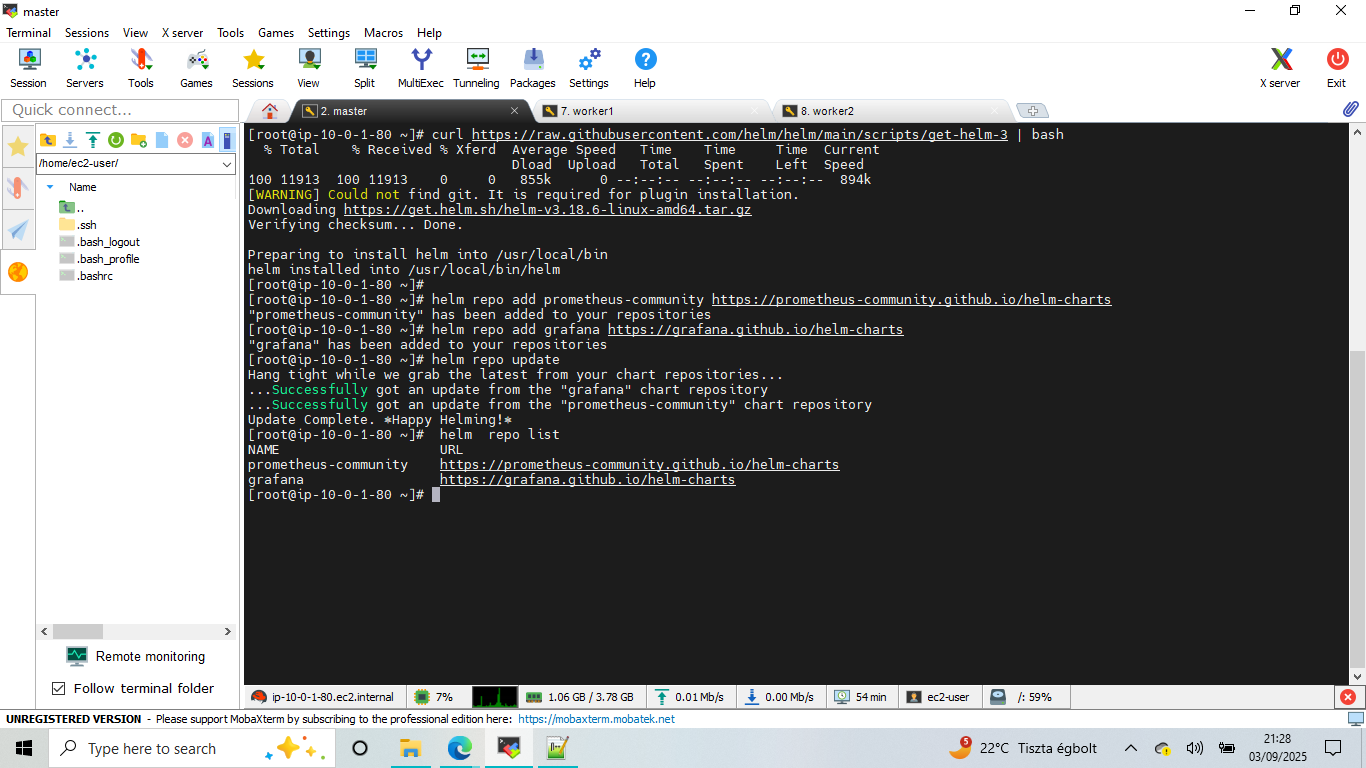 master
Terminal Sessions View X server Tools Games Settings Macros Help
Session Servers Tools Games Sessions View Split MultiExec Tunneling Packages Settings Help X server Exit
Quick connect...
2. master
7. worker1
8. worker2
/home/ec2-user/
Name
..
.ssh
.bash_logout
.bash_profile
.bashrc
Remote monitoring
Follow terminal folder
[root@ip-10-0-1-80 ~]# curl https://raw.githubusercontent.com/helm/helm/main/scripts/get-helm-3 | bash
  % Total    % Received % Xferd  Average Speed   Time    Time     Time  Current
                                 Dload  Upload   Total   Spent    Left  Speed
100 11913  100 11913    0     0   855k      0 --:--:-- --:--:-- --:--:--  894k
[WARNING] Could not find git. It is required for plugin installation.
Downloading https://get.helm.sh/helm-v3.18.6-linux-amd64.tar.gz
Verifying checksum... Done.
Preparing to install helm into /usr/local/bin
helm installed into /usr/local/bin/helm
[root@ip-10-0-1-80 ~]#
[root@ip-10-0-1-80 ~]# helm repo add prometheus-community https://prometheus-community.github.io/helm-charts
"prometheus-community" has been added to your repositories
[root@ip-10-0-1-80 ~]# helm repo add grafana https://grafana.github.io/helm-charts
"grafana" has been added to your repositories
[root@ip-10-0-1-80 ~]# helm repo update
Hang tight while we grab the latest from your chart repositories...
...Successfully got an update from the "grafana" chart repository
...Successfully got an update from the "prometheus-community" chart repository
Update Complete. *Happy Helming!*
[root@ip-10-0-1-80 ~]#  helm  repo list
NAME                    URL
prometheus-community    https://prometheus-community.github.io/helm-charts
grafana                 https://grafana.github.io/helm-charts
[root@ip-10-0-1-80 ~]#
ip-10-0-1-80.ec2.internal 7% 1.06 GB / 3.78 GB 0.01 Mb/s 0.00 Mb/s 54 min ec2-user /: 59%
UNREGISTERED VERSION - Please support MobaXterm by subscribing to the professional edition here: https://mobaxterm.mobatek.net
Type here to search
5
22°C Tiszta égbolt
21:28
03/09/2025